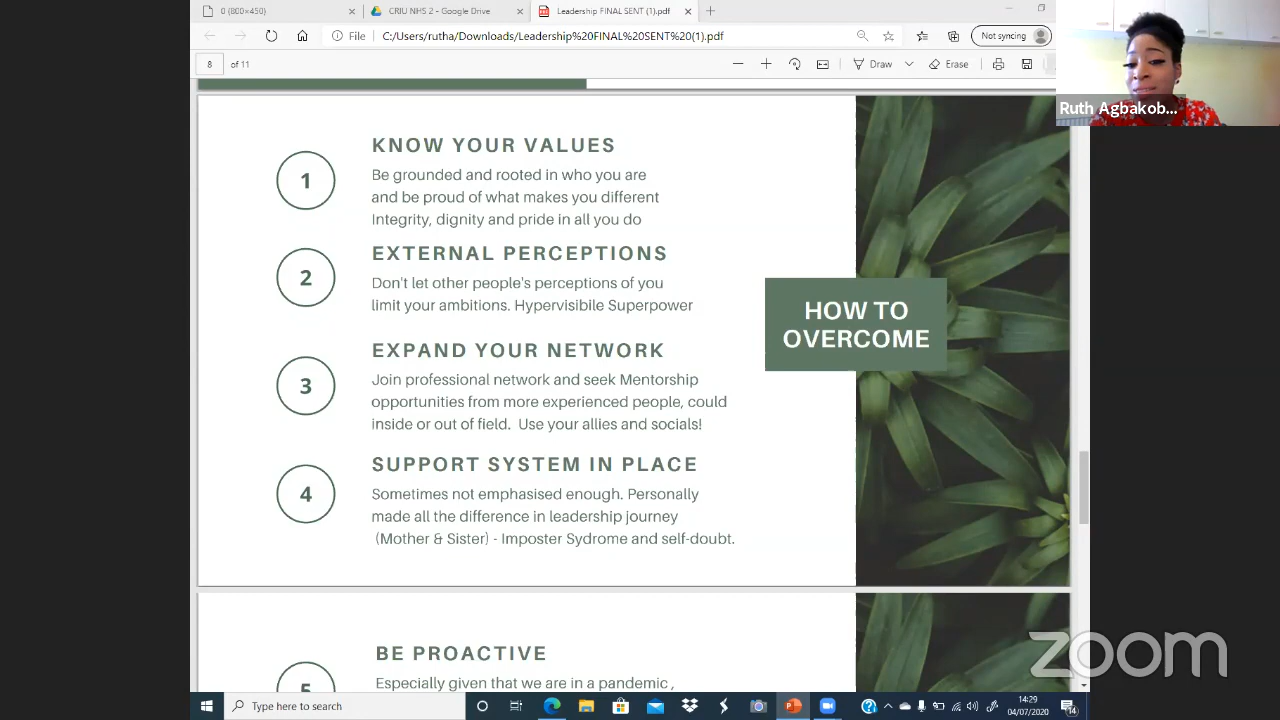 0 (800×450)
CRIU NHS 2 - Google Drive
Leadership FINAL SENT (1).pdf
File
C:/Users/rutha/Downloads/Leadership%20FINAL%20SENT%20(1).pdf
Not syncing
8 of 11
Draw
Erase
Ruth Agbakob...
1
KNOW YOUR VALUES
Be grounded and rooted in who you are
and be proud of what makes you different
Integrity, dignity and pride in all you do
2
EXTERNAL PERCEPTIONS
Don't let other people's perceptions of you
limit your ambitions. Hypervisibile Superpower
HOW TO
OVERCOME
3
EXPAND YOUR NETWORK
Join professional network and seek Mentorship
opportunities from more experienced people, could
inside or out of field.  Use your allies and socials!
4
SUPPORT SYSTEM IN PLACE
Sometimes not emphasised enough. Personally
made all the difference in leadership journey
(Mother & Sister) - Imposter Sydrome and self-doubt.
5
BE PROACTIVE
Especially given that we are in a pandemic ,
zoom
Type here to search
14:29
04/07/2020
14